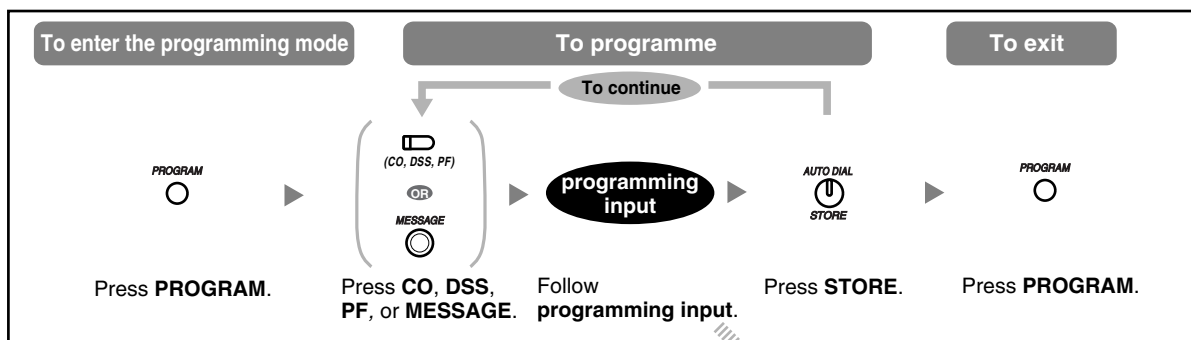 To enter the programming mode
To programme
To exit
To continue
(CO, DSS, PF)
OR
MESSAGE
PROGRAM
programming
input
AUTO DIAL
STORE
PROGRAM
Press PROGRAM.
Press CO, DSS,
PF, or MESSAGE.
Follow
programming input.
Press STORE.
Press PROGRAM.